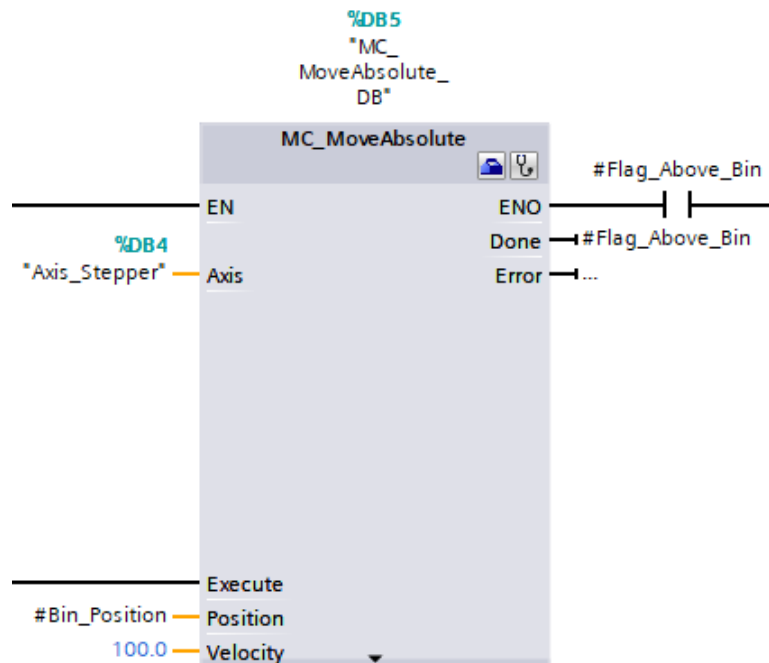 %DB5
"MC_
MoveAbsolute_
DB"
MC_MoveAbsolute
#Flag_Above_Bin
EN
ENO
%DB4
Done
#Flag_Above_Bin
"Axis_Stepper"
Axis
Error
...
Execute
#Bin_Position
Position
100.0
Velocity